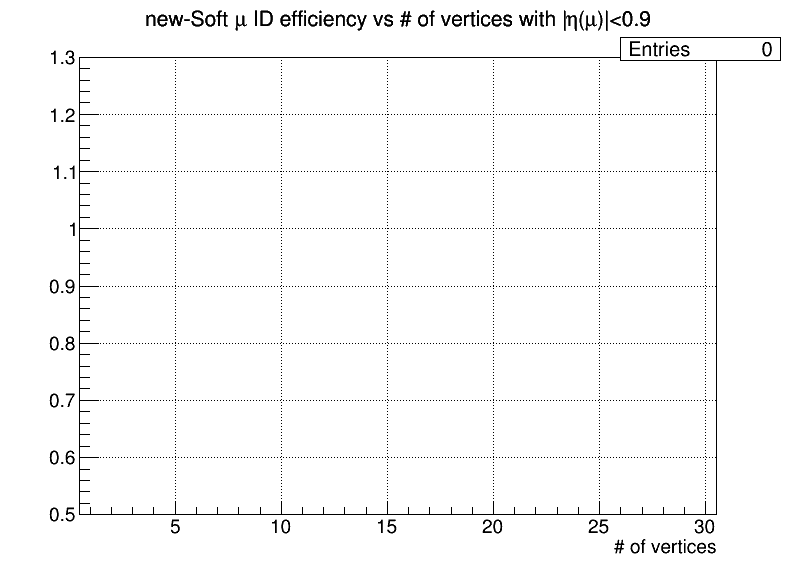 new-Soft μ ID efficiency vs # of vertices with |η(μ)|<0.9
Entries 0
1.3
1.2
1.1
1
0.9
0.8
0.7
0.6
0.5
5 10 15 20 25 30
# of vertices